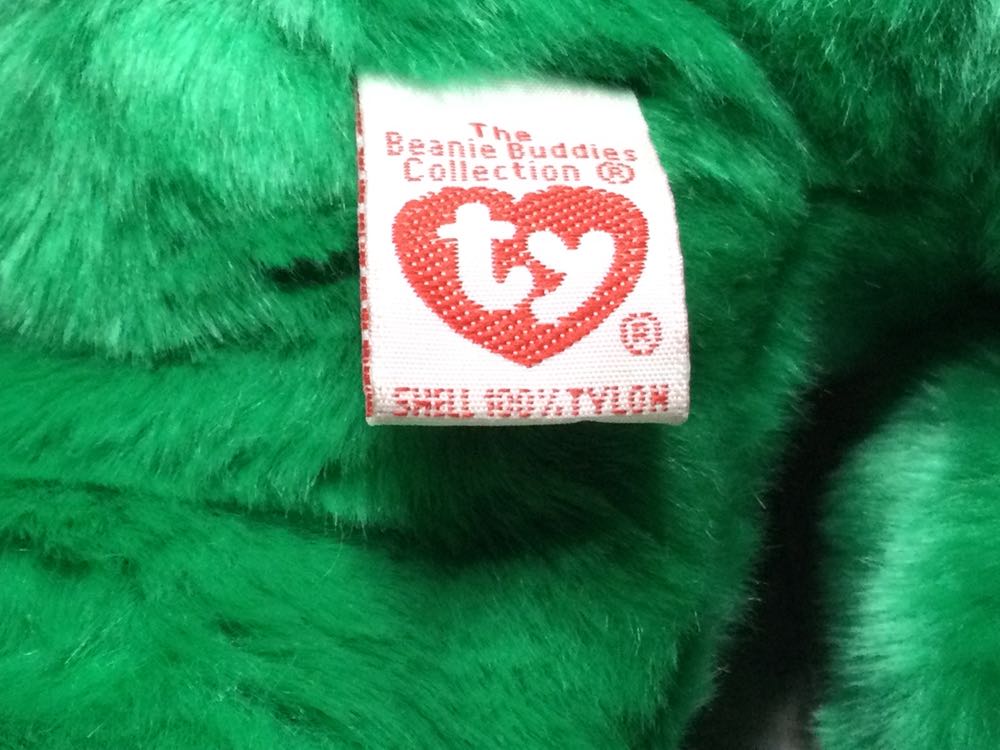 The
Beanie Buddies
Collection ®
ty
®
SHELL 100% TYLON